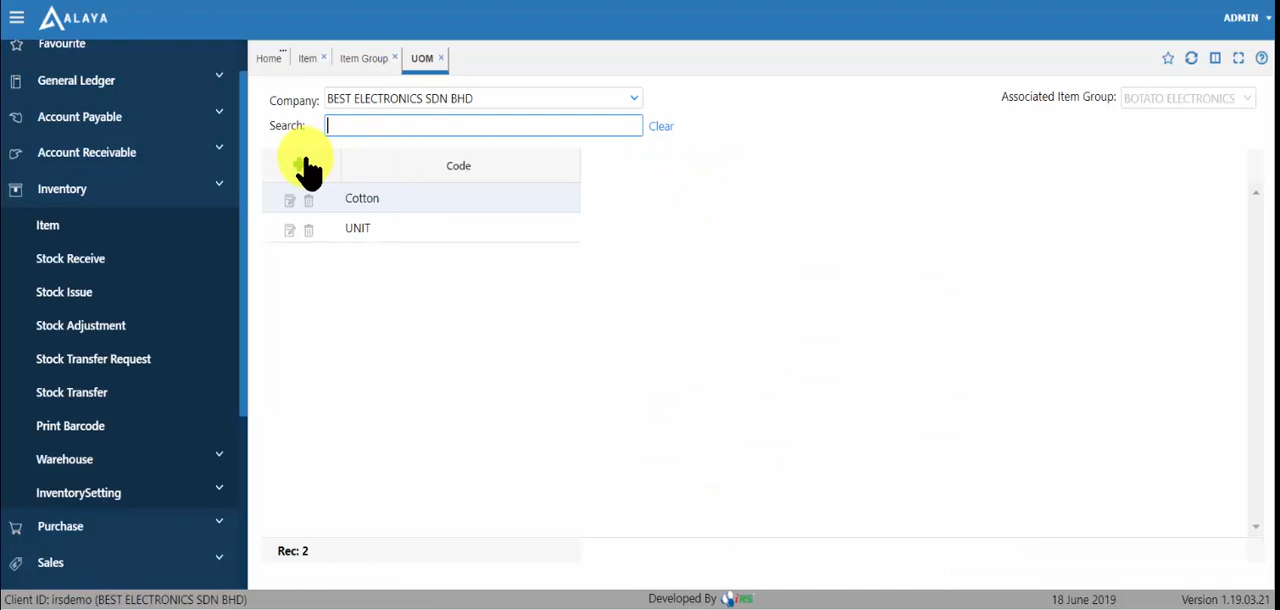 ALAYA
ADMIN
Favourite
General Ledger
Account Payable
Account Receivable
Inventory
Item
Stock Receive
Stock Issue
Stock Adjustment
Stock Transfer Request
Stock Transfer
Print Barcode
Warehouse
InventorySetting
Purchase
Sales
Home Item Item Group UOM
Company: BEST ELECTRONICS SDN BHD
Associated Item Group: BOTATO ELECTRONICS
Search: Clear
Code
Cotton
UNIT
Rec: 2
Client ID: irsdemo (BEST ELECTRONICS SDN BHD) Developed By iRS 18 June 2019 Version 1.19.03.21